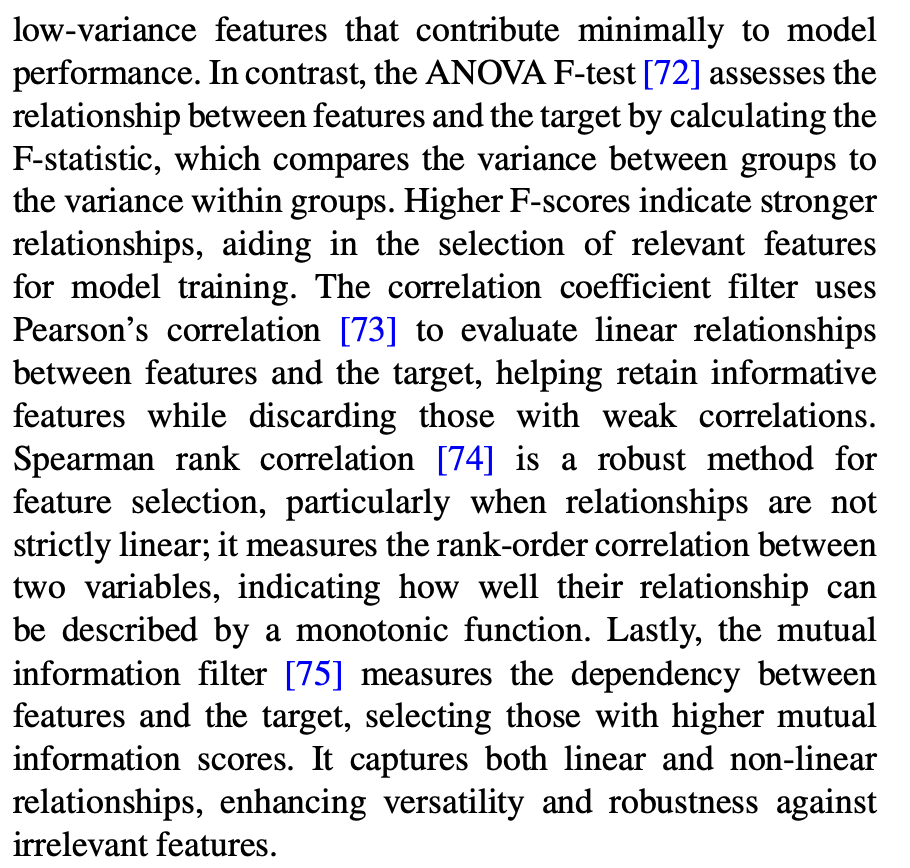 low-variance features that contribute minimally to model
performance. In contrast, the ANOVA F-test [72] assesses the
relationship between features and the target by calculating the
F-statistic, which compares the variance between groups to
the variance within groups. Higher F-scores indicate stronger
relationships, aiding in the selection of relevant features
for model training. The correlation coefficient filter uses
Pearson’s correlation [73] to evaluate linear relationships
between features and the target, helping retain informative
features while discarding those with weak correlations.
Spearman rank correlation [74] is a robust method for
feature selection, particularly when relationships are not
strictly linear; it measures the rank-order correlation between
two variables, indicating how well their relationship can
be described by a monotonic function. Lastly, the mutual
information filter [75] measures the dependency between
features and the target, selecting those with higher mutual
information scores. It captures both linear and non-linear
relationships, enhancing versatility and robustness against
irrelevant features.